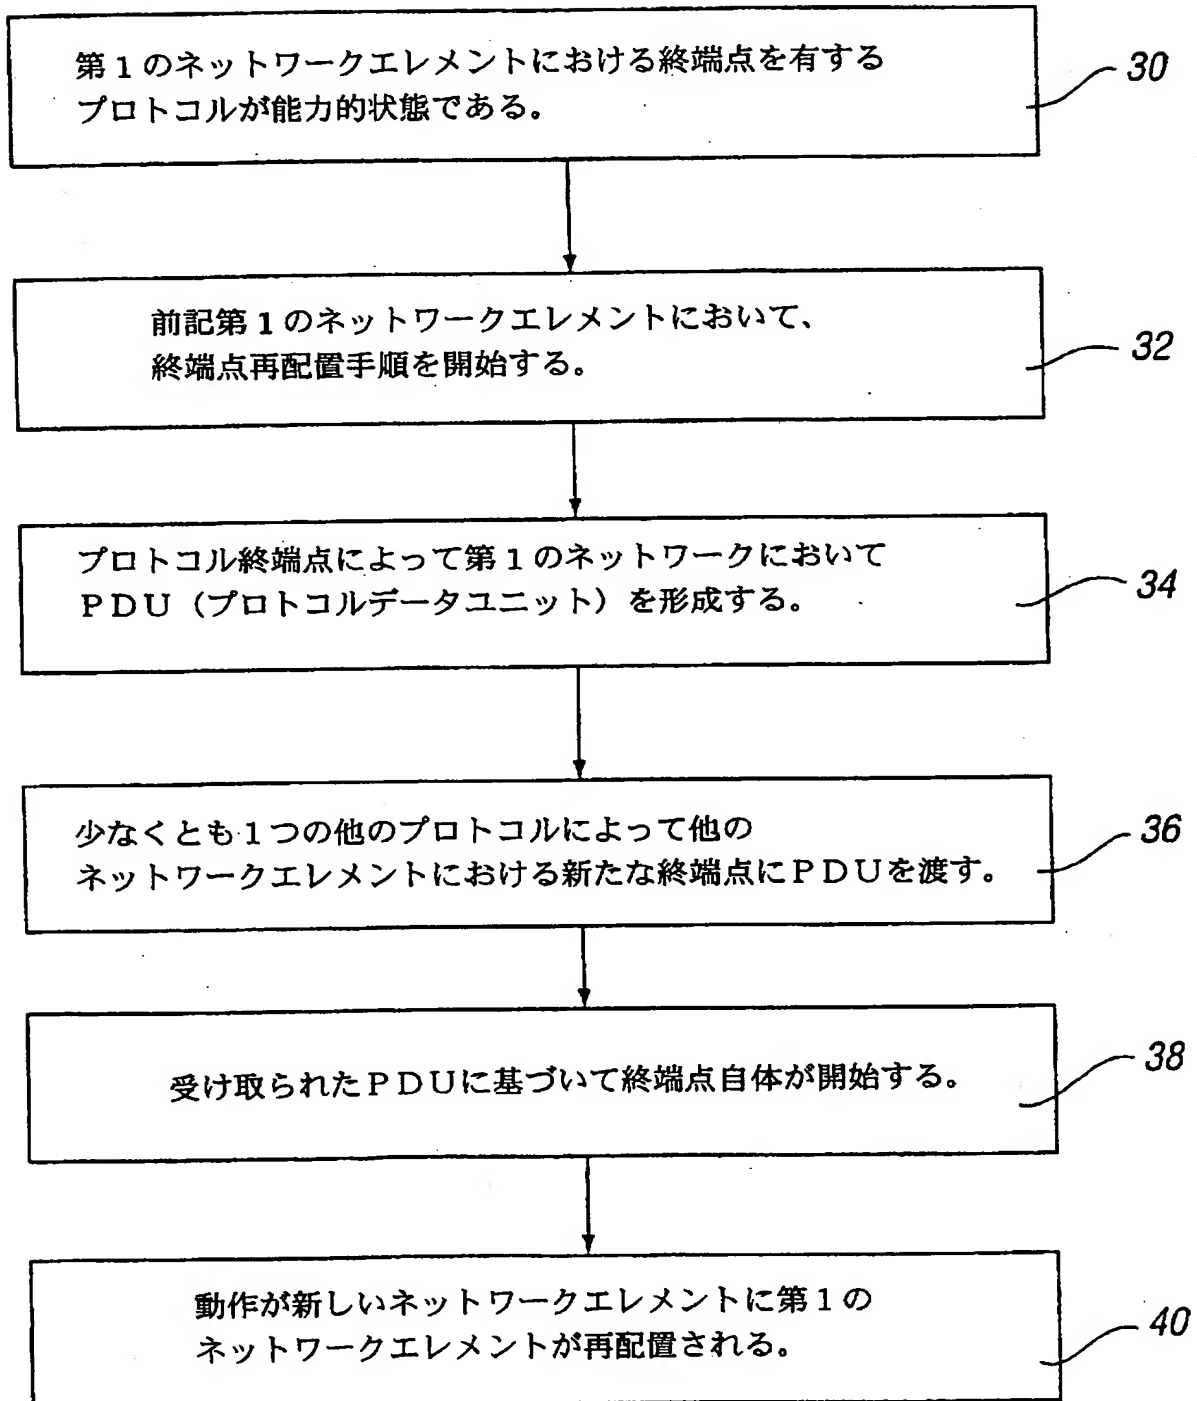 第１のネットワークエレメントにおける終端点を有する
プロトコルが能力的状態である。
30
前記第１のネットワークエレメントにおいて、
終端点再配置手順を開始する。
32
プロトコル終端点によって第１のネットワークにおいて
ＰＤＵ（プロトコルデータユニット）を形成する。
34
少なくとも１つの他のプロトコルによって他の
ネットワークエレメントにおける新たな終端点にＰＤＵを渡す。
36
受け取られたＰＤＵに基づいて終端点自体が開始する。
38
動作が新しいネットワークエレメントに第１の
ネットワークエレメントが再配置される。
40